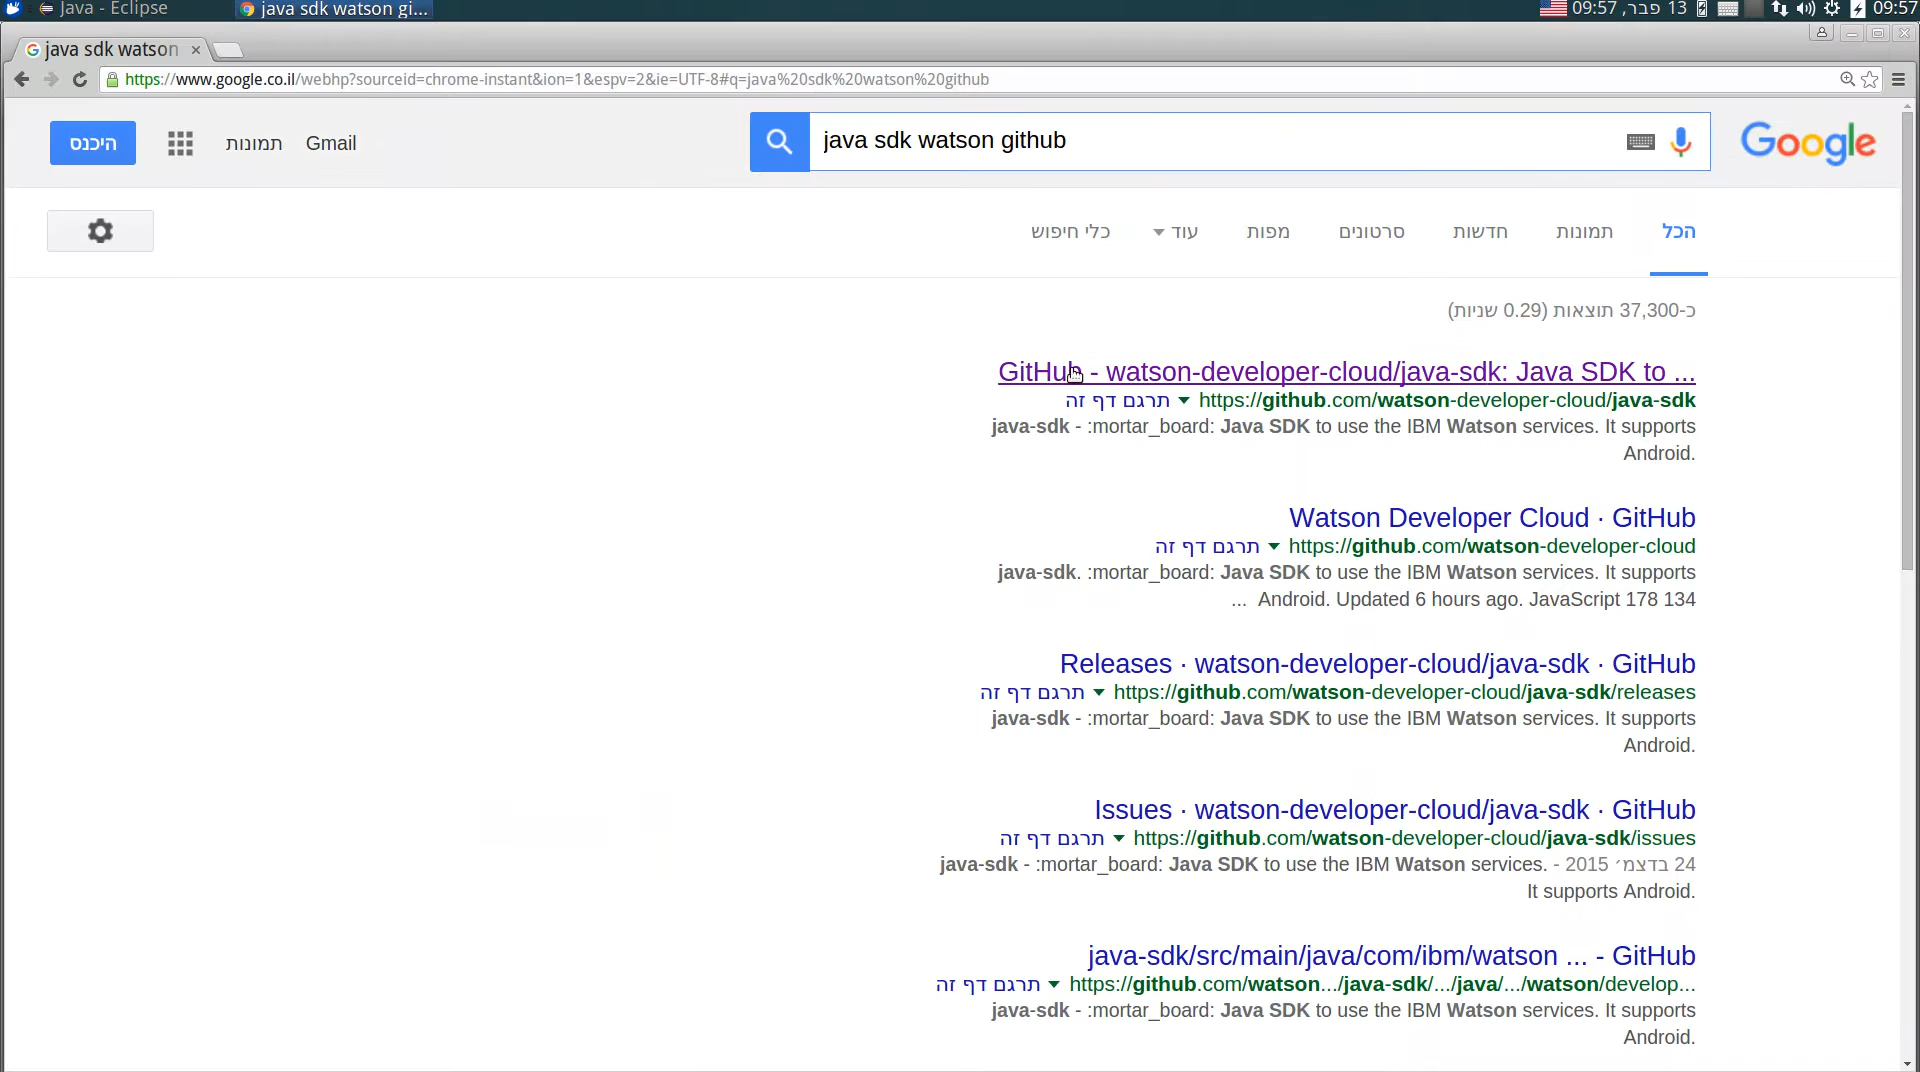 Java - Eclipse
java sdk watson gi...
09:57 ,13 פבר
09:57
java sdk watson
https://www.google.co.il/webhp?sourceid=chrome-instant&ion=1&espv=2&ie=UTF-8#q=java%20sdk%20watson%20github
היכנס
תמונות
Gmail
java sdk watson github
Google
הכל
תמונות
חדשות
סרטונים
מפות
עוד
כלי חיפוש
כ-37,300 תוצאות (0.29 שניות)
GitHub - watson-developer-cloud/java-sdk: Java SDK to ...
https://github.com/watson-developer-cloud/java-sdk תרגם דף זה
java-sdk - :mortar_board: Java SDK to use the IBM Watson services. It supports
Android.
Watson Developer Cloud · GitHub
https://github.com/watson-developer-cloud תרגם דף זה
java-sdk. :mortar_board: Java SDK to use the IBM Watson services. It supports
... Android. Updated 6 hours ago. JavaScript 178 134
Releases · watson-developer-cloud/java-sdk · GitHub
https://github.com/watson-developer-cloud/java-sdk/releases תרגם דף זה
java-sdk - :mortar_board: Java SDK to use the IBM Watson services. It supports
Android.
Issues · watson-developer-cloud/java-sdk · GitHub
https://github.com/watson-developer-cloud/java-sdk/issues תרגם דף זה
24 בדצמ׳ 2015 - java-sdk - :mortar_board: Java SDK to use the IBM Watson services.
It supports Android.
java-sdk/src/main/java/com/ibm/watson ... - GitHub
https://github.com/watson.../java-sdk/.../java/.../watson/develop... תרגם דף זה
java-sdk - :mortar_board: Java SDK to use the IBM Watson services. It supports
Android.